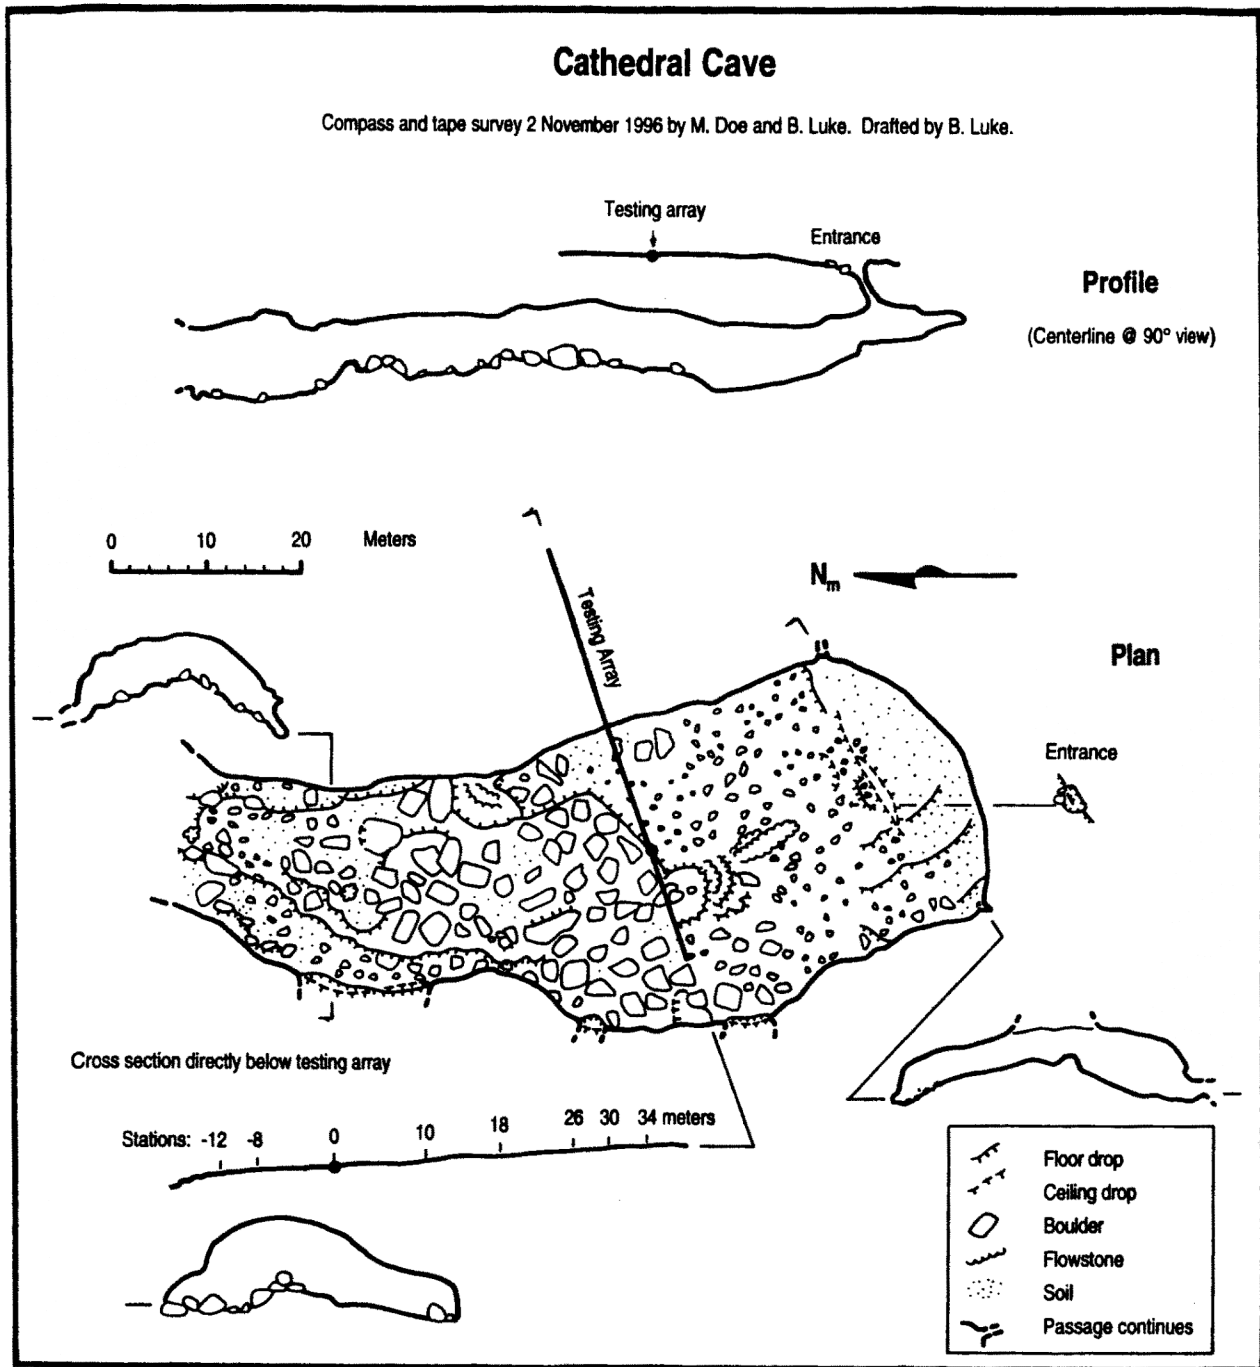 Cathedral Cave
Compass and tape survey 2 November 1996 by M. Doe and B. Luke. Drafted by B. Luke.
Testing array
Entrance
Profile
(Centerline @ 90° view)
0 10 20 Meters
Nm
Testing Array
Plan
Entrance
Cross section directly below testing array
Stations: -12 -8 0 10 18 26 30 34 meters
Floor drop
Ceiling drop
Boulder
Flowstone
Soil
Passage continues